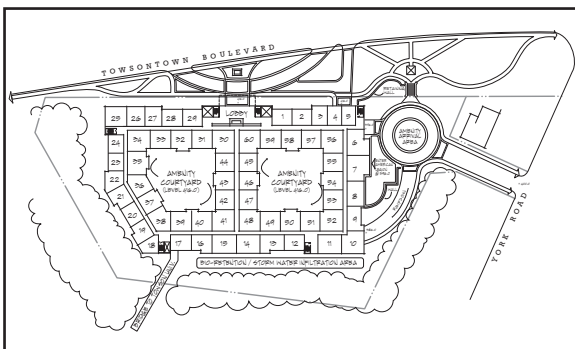 TOWSONTOWN BOULEVARD
RETAINING WALL
LOBBY
25 26 27 28 29
1 2 3 4 5
AMENITY
ARRIVAL
AREA
24 34 33 32 31 30 60 59 58 57 56 6
23 35 44 45 55
AMENITY
COURTYARD
AMENITY
COURTYARD
22 36 43 46 54 7
21 37 42 47 53 8
20 38 39 40 41 48 49 50 51 52 9
19
18 17 16 15 14 13 12 11 10
BIO-RETENTION / STORM WATER INFILTRATION AREA
YORK ROAD